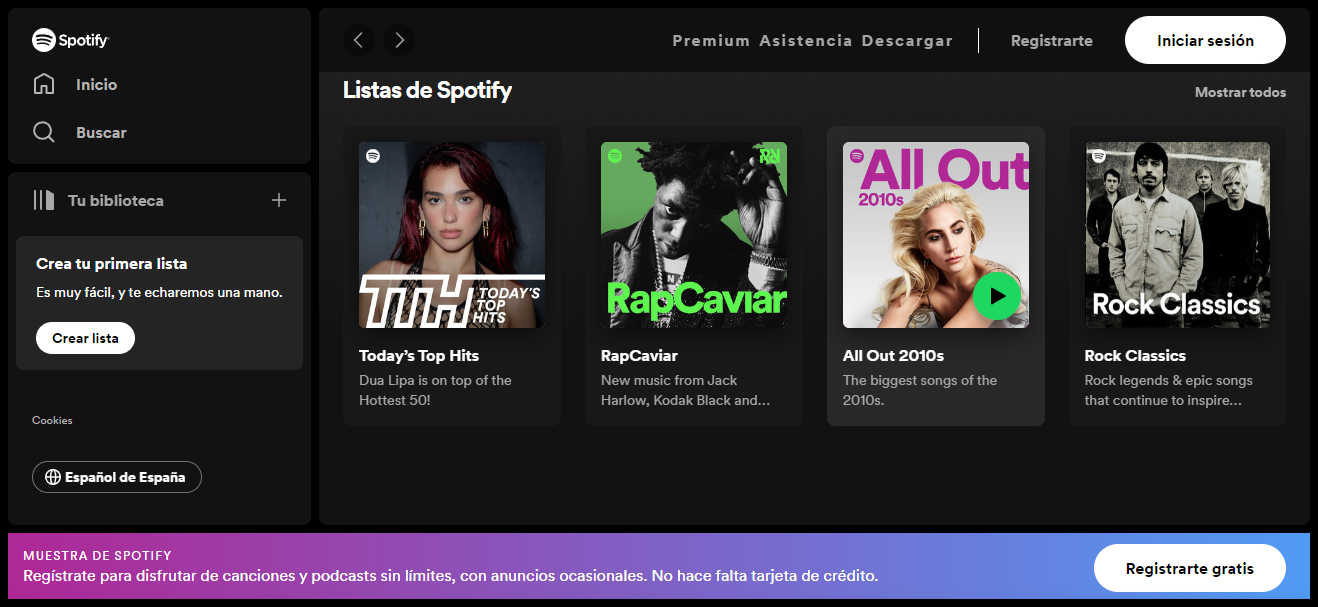 Spotify
Inicio
Buscar
Tu biblioteca
Crea tu primera lista
Es muy fácil, y te echaremos una mano.
Crear lista
Cookies
Español de España
Premium Asistencia Descargar
Registrarte
Iniciar sesión
Listas de Spotify
Mostrar todos
TTH TODAY'S
TOP
HITS
Today's Top Hits
Dua Lipa is on top of the
Hottest 50!
RapCaviar
RapCaviar
New music from Jack
Harlow, Kodak Black and...
All Out
2010s
All Out 2010s
The biggest songs of the
2010s.
Rock Classics
Rock Classics
Rock legends & epic songs
that continue to inspire...
MUESTRA DE SPOTIFY
Regístrate para disfrutar de canciones y podcasts sin límites, con anuncios ocasionales. No hace falta tarjeta de crédito.
Registrarte gratis